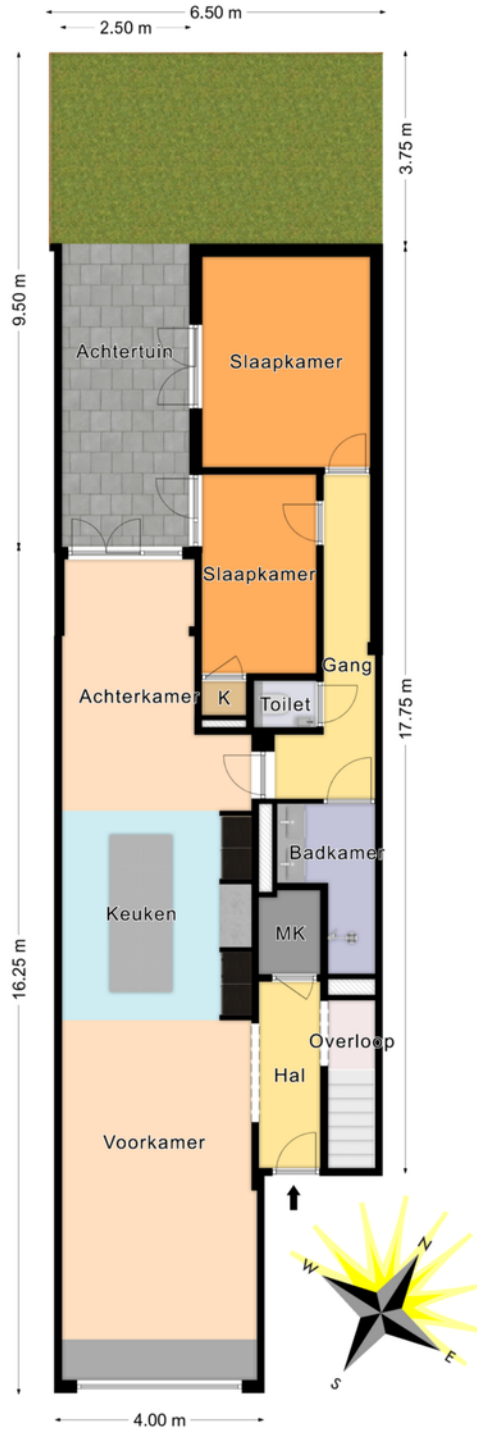 6.50 m
2.50 m
3.75 m
9.50 m
Achtertuin
Slaapkamer
Slaapkamer
Gang
Achterkamer
K
Toilet
17.75 m
Badkamer
Keuken
MK
16.25 m
Overloop
Hal
Voorkamer
N
W
E
S
4.00 m